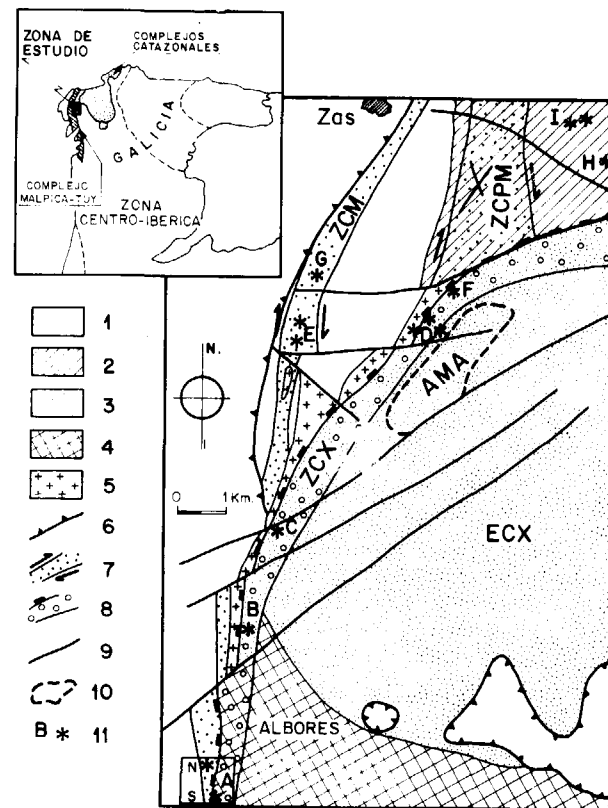 ZONA DE
ESTUDIO
COMPLEJOS
CATAZONALES
GALICIA
COMPLEJO
MALPICA-TUY
ZONA
CENTRO-IBERICA
Zas
I
H
ZCM
ZCPM
G
F
E
D
AMA
ZCX
C
ECX
B
ALBORES
N
A
S
N.
0 1 Km.
1
2
3
4
5
6
7
8
9
10
B 11